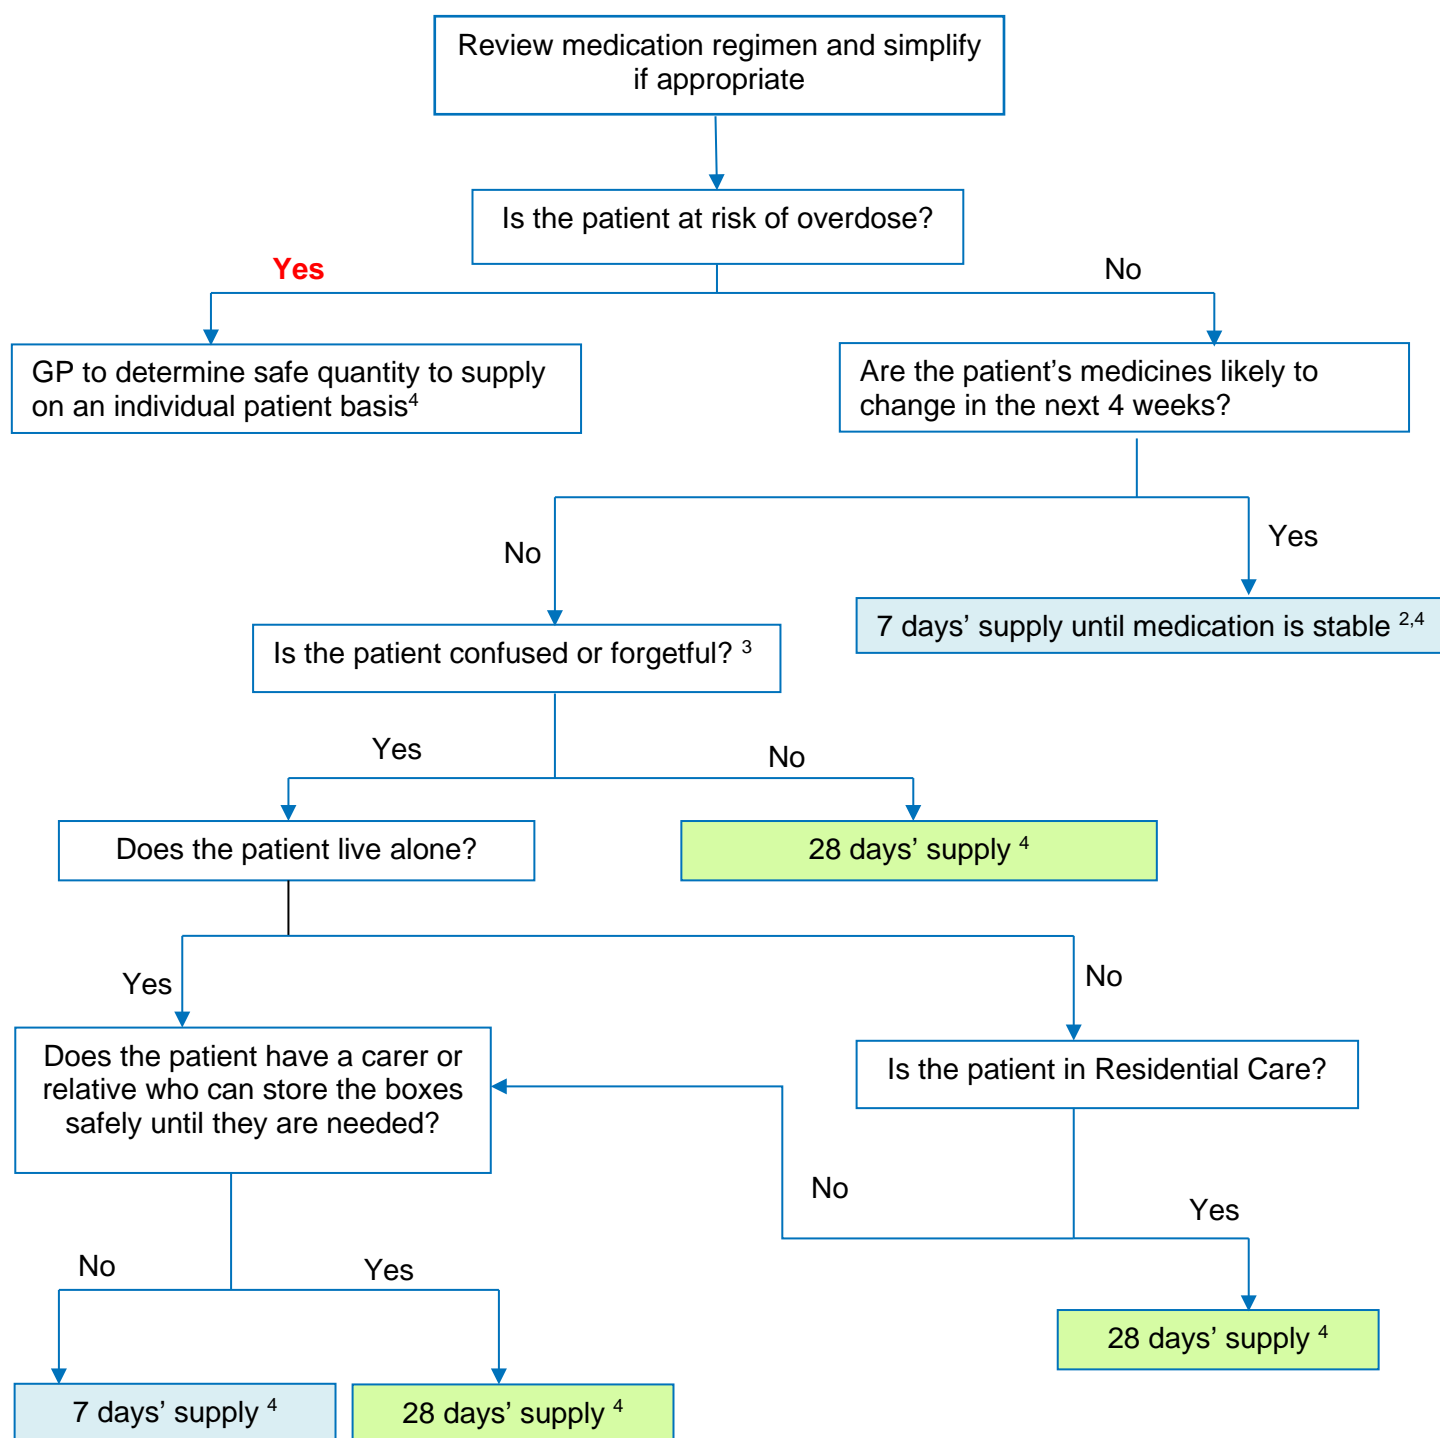 Review medication regimen and simplify
if appropriate
Is the patient at risk of overdose?
Yes
No
GP to determine safe quantity to supply
on an individual patient basis⁴
Are the patient’s medicines likely to
change in the next 4 weeks?
No
Yes
7 days’ supply until medication is stable ²,⁴
Is the patient confused or forgetful? ³
Yes
No
Does the patient live alone?
28 days’ supply ⁴
Yes
No
Does the patient have a carer or
relative who can store the boxes
safely until they are needed?
Is the patient in Residential Care?
No
Yes
No
Yes
28 days’ supply ⁴
7 days’ supply ⁴
28 days’ supply ⁴